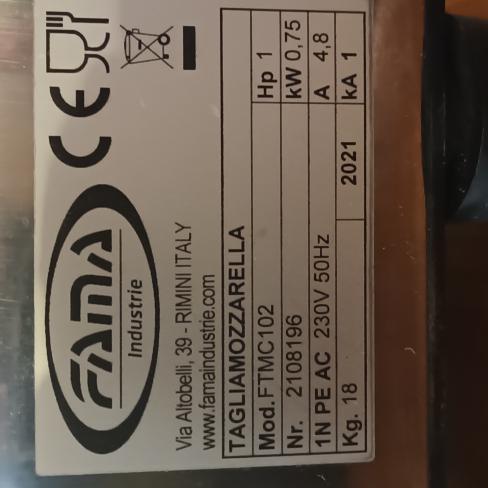 FAMA
Industrie
CE
Via Altobelli, 39 - RIMINI ITALY
www.famaindustrie.com
TAGLIAMOZZARELLA
Mod. FTMC102 Hp 1
Nr. 2108196 kW 0,75
1N PE AC 230V 50Hz A 4,8
Kg. 18 2021 kA 1